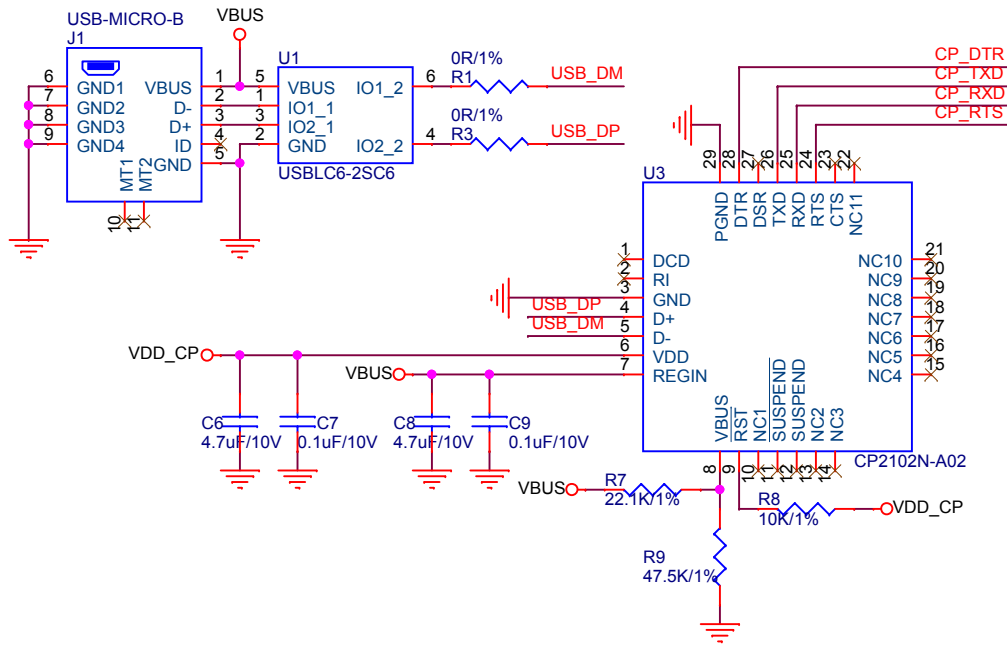 USB-MICRO-B
J1
VBUS
U1
6 GND1
7 GND2
8 GND3
9 GND4
VBUS 1
D- 2
D+ 3
ID 4
GND 5
MT1 10
MT2 11
5 VBUS
1 IO1_1
3 IO2_1
2 GND
IO1_2 6
IO2_2 4
USBLC6-2SC6
0R/1%
R1
USB_DM
0R/1%
R3
USB_DP
CP_DTR
CP_TXD
CP_RXD
CP_RTS
U3
29 PGND
28 DTR
27 DSR
26 TXD
25 RXD
24 RTS
23 CTS
22 NC11
1 DCD
2 RI
3 GND
USB_DP 4 D+
USB_DM 5 D-
VDD_CP 6 VDD
VBUS 7 REGIN
NC10 21
NC9 20
NC8 19
NC7 18
NC6 17
NC5 16
NC4 15
8 VBUS
9 RST
10 NC1
11 SUSPEND
12 SUSPEND
13 NC2
14 NC3
CP2102N-A02
C6
4.7uF/10V
C7
0.1uF/10V
C8
4.7uF/10V
C9
0.1uF/10V
VBUS
R7
22.1K/1%
R8
10K/1%
VDD_CP
R9
47.5K/1%